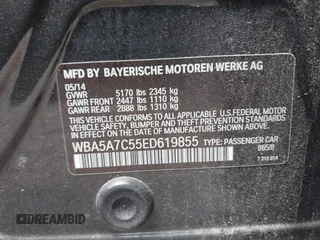 MFD BY BAYERISCHE MOTOREN WERKE AG
05/14
GVWR 5170 lbs 2345 kg
GAWR FRONT 2447 lbs 1110 kg
GAWR REAR 2888 lbs 1310 kg
THIS VEHICLE CONFORMS TO ALL
APPLICABLE U.S.FEDERAL MOTOR
VEHICLE SAFETY, BUMPER AND THEFT
PREVENTION STANDARDS IN EFFECT ON
THE DATE OF MANUFACTURE
SHOWN ABOVE.
WBA5A7C55ED619855 TYPE: PASSENGER CAR
DREAMBID